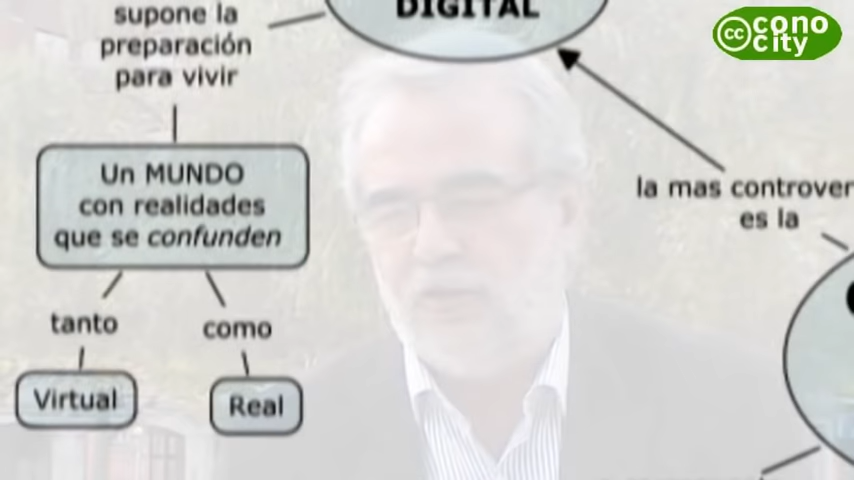 supone la
preparación
para vivir
DIGITAL
cc cono
city
Un MUNDO
con realidades
que se confunden
la mas controver
es la
tanto
como
Virtual
Real